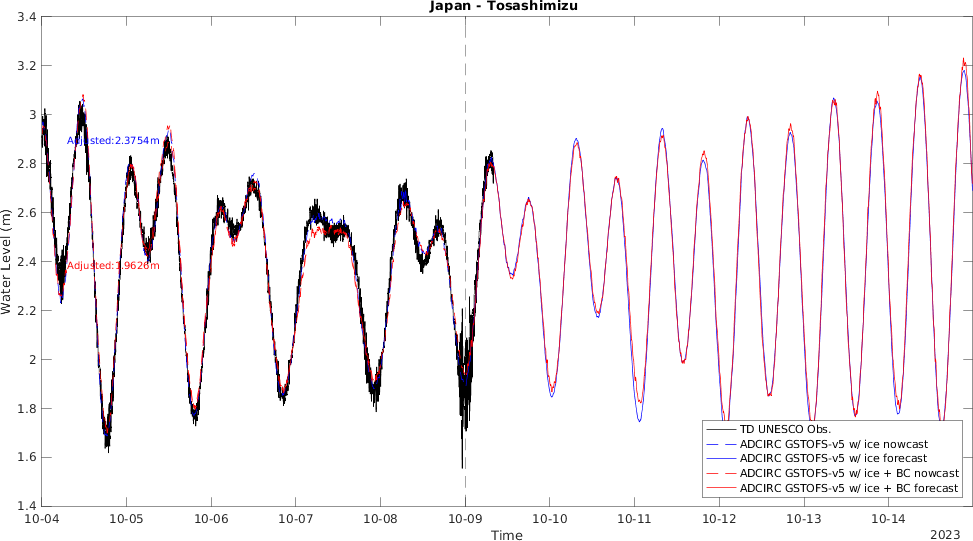 Japan - Tosashimizu
3.4
3.2
3
2.8
2.6
2.4
2.2
2
1.8
1.6
1.4
Water Level (m)
Adjusted:2.3754m
Adjusted:1.9626m
TD UNESCO Obs.
ADCIRC GSTOFS-v5 w/ ice nowcast
ADCIRC GSTOFS-v5 w/ ice forecast
ADCIRC GSTOFS-v5 w/ ice + BC nowcast
ADCIRC GSTOFS-v5 w/ ice + BC forecast
10-04 10-05 10-06 10-07 10-08 10-09 10-10 10-11 10-12 10-13 10-14
Time
2023